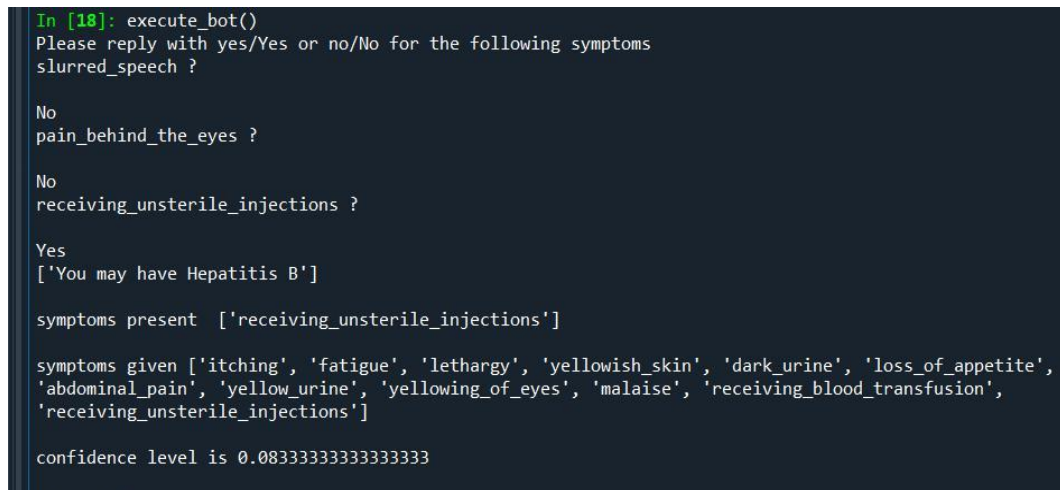 In [18]: execute_bot()
Please reply with yes/Yes or no/No for the following symptoms
slurred_speech ?
No
pain_behind_the_eyes ?
No
receiving_unsterile_injections ?
Yes
['You may have Hepatitis B']
symptoms present  ['receiving_unsterile_injections']
symptoms given ['itching', 'fatigue', 'lethargy', 'yellowish_skin', 'dark_urine', 'loss_of_appetite',
'abdominal_pain', 'yellow_urine', 'yellowing_of_eyes', 'malaise', 'receiving_blood_transfusion',
'receiving_unsterile_injections']
confidence level is 0.08333333333333333